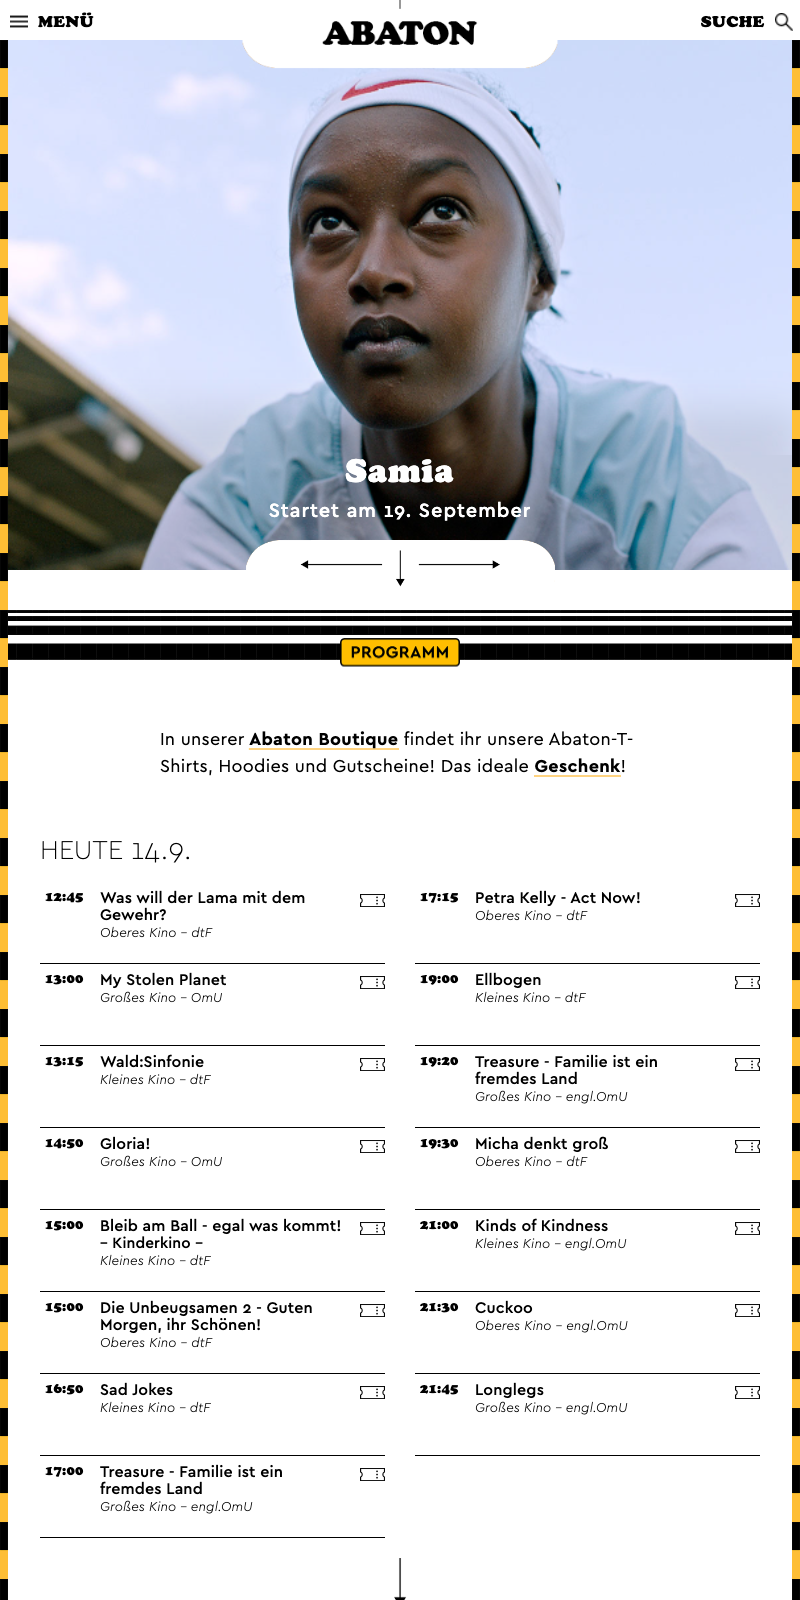 MENÜ
ABATON
SUCHE
Samia
Startet am 19. September
PROGRAMM
In unserer Abaton Boutique findet ihr unsere Abaton-T-
Shirts, Hoodies und Gutscheine! Das ideale Geschenk!
HEUTE 14.9.
12:45 Was will der Lama mit dem
Gewehr?
Oberes Kino – dtF
13:00 My Stolen Planet
Großes Kino – OmU
13:15 Wald:Sinfonie
Kleines Kino – dtF
14:50 Gloria!
Großes Kino – OmU
15:00 Bleib am Ball - egal was kommt!
– Kinderkino –
Kleines Kino – dtF
15:00 Die Unbeugsamen 2 - Guten
Morgen, ihr Schönen!
Oberes Kino – dtF
16:50 Sad Jokes
Kleines Kino – dtF
17:00 Treasure - Familie ist ein
fremdes Land
Großes Kino – engl.OmU
17:15 Petra Kelly - Act Now!
Oberes Kino – dtF
19:00 Ellbogen
Kleines Kino – dtF
19:20 Treasure - Familie ist ein
fremdes Land
Großes Kino – engl.OmU
19:30 Micha denkt groß
Oberes Kino – dtF
21:00 Kinds of Kindness
Kleines Kino – engl.OmU
21:30 Cuckoo
Oberes Kino – engl.OmU
21:45 Longlegs
Großes Kino – engl.OmU